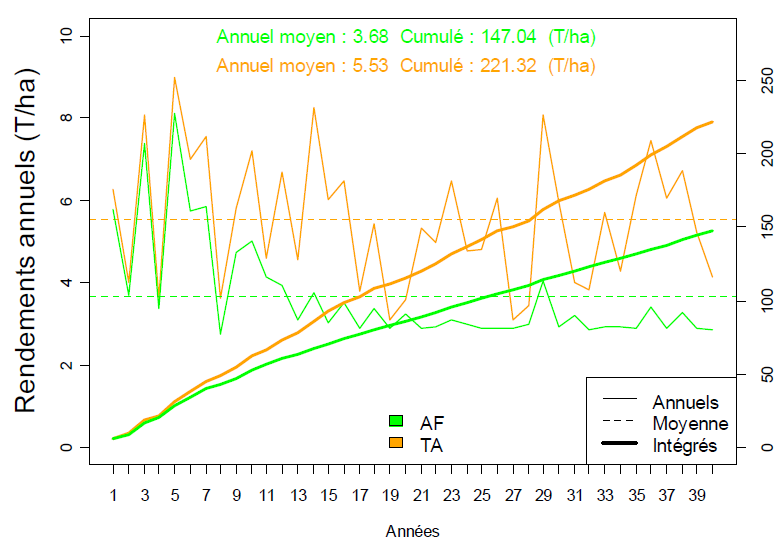 Annuel moyen : 3.68 Cumulé : 147.04 (T/ha)
Annuel moyen : 5.53 Cumulé : 221.32 (T/ha)
Rendements annuels (T/ha)
10
8
6
4
2
0
250
200
150
100
50
0
AF
TA
Annuels
Moyenne
Intégrés
1 3 5 7 9 11 13 15 17 19 21 23 25 27 29 31 33 35 37 39
Années